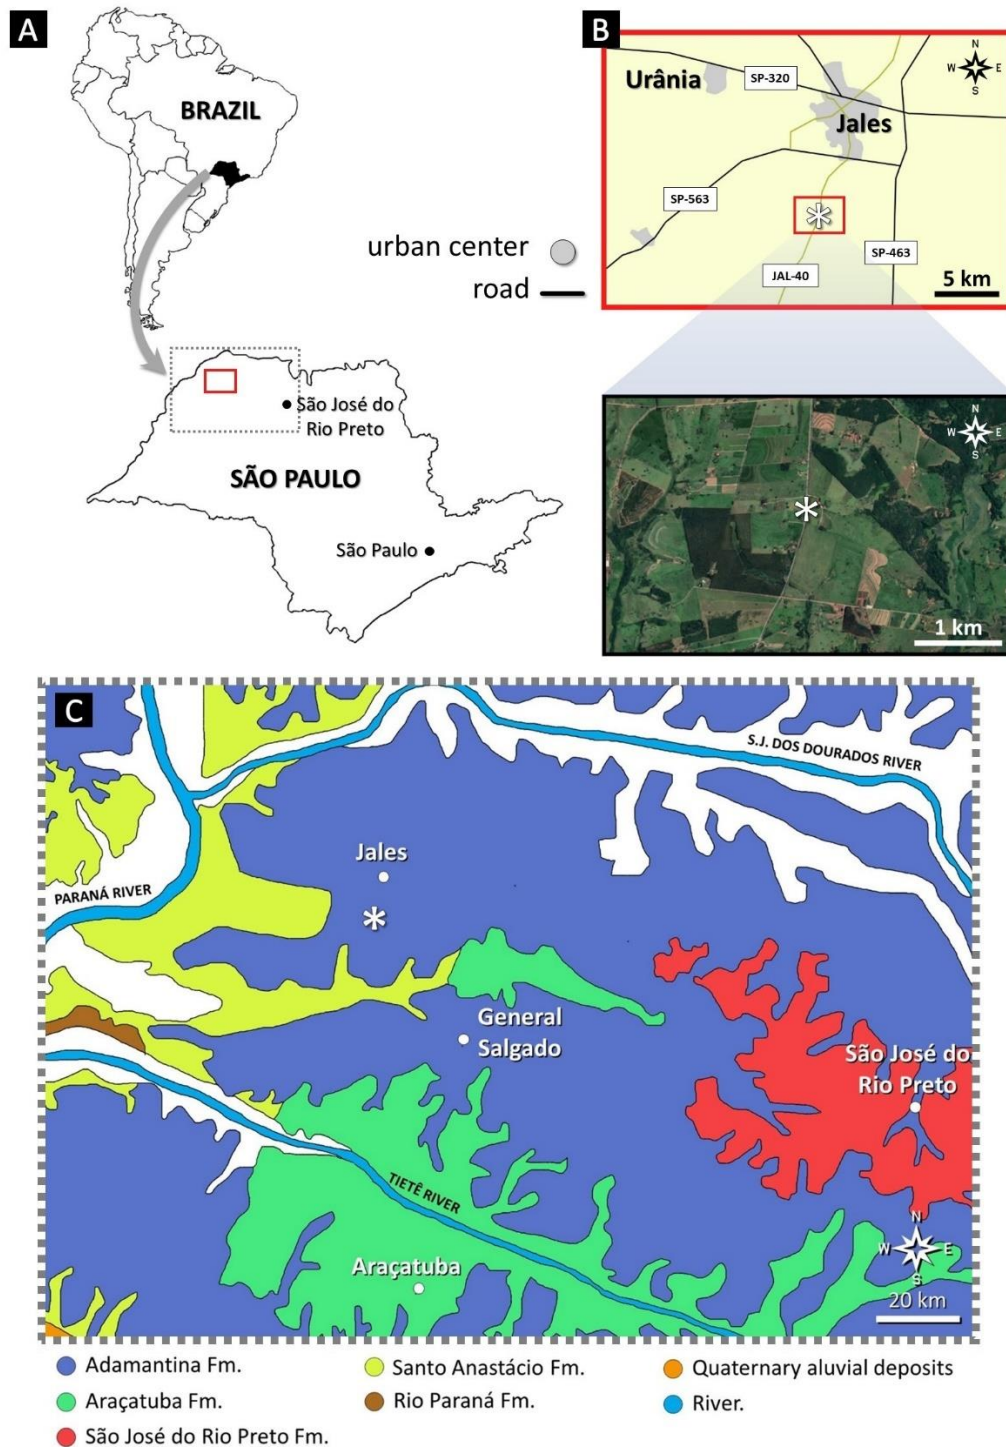 A
BRAZIL
urban center
road
São José do
Rio Preto
SÃO PAULO
São Paulo
B
Urânia
SP-320
Jales
N
W E
S
SP-563
SP-463
JAL-40
5 km
N
W E
S
1 km
C
S.J. DOS DOURADOS RIVER
Jales
PARANÁ RIVER
General
Salgado
São José do
Rio Preto
TIETÊ RIVER
Araçatuba
N
W E
S
20 km
Adamantina Fm.
Santo Anastácio Fm.
Quaternary aluvial deposits
Araçatuba Fm.
Rio Paraná Fm.
River.
São José do Rio Preto Fm.